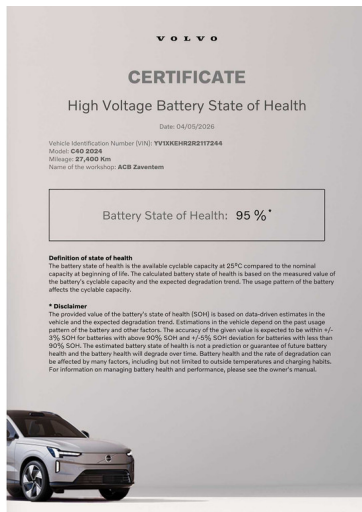 VOLVO
CERTIFICATE
High Voltage Battery State of Health
Date: 04/05/2026
Vehicle Identification Number (VIN): YV1XKEHR2R2117244
Model: C40 2024
Mileage: 27,400 Km
Name of the workshop: ACB Zaventem
Battery State of Health: 95 %*
Definition of state of health
The battery state of health is the available cyclable capacity at 25°C compared to the nominal
capacity at beginning of life. The calculated battery state of health is based on the measured value of
the battery's cyclable capacity and the expected degradation trend. The usage pattern of the battery
affects the cyclable capacity.
* Disclaimer
The provided value of the battery's state of health (SOH) is based on data-driven estimates in the
vehicle and the expected degradation trend. Estimations in the vehicle depend on the past usage
pattern of the battery and other factors. The accuracy of the given value is expected to be within +/-
3% SOH for batteries with above 90% SOH and +/-5% SOH deviation for batteries with less than
90% SOH. The estimated battery state of health is not a prediction or guarantee of future battery
health and the battery health will degrade over time. Battery health and the rate of degradation can
be affected by many factors, including but not limited to outside temperatures and charging habits.
For information on managing battery health and performance, please see the owner's manual.